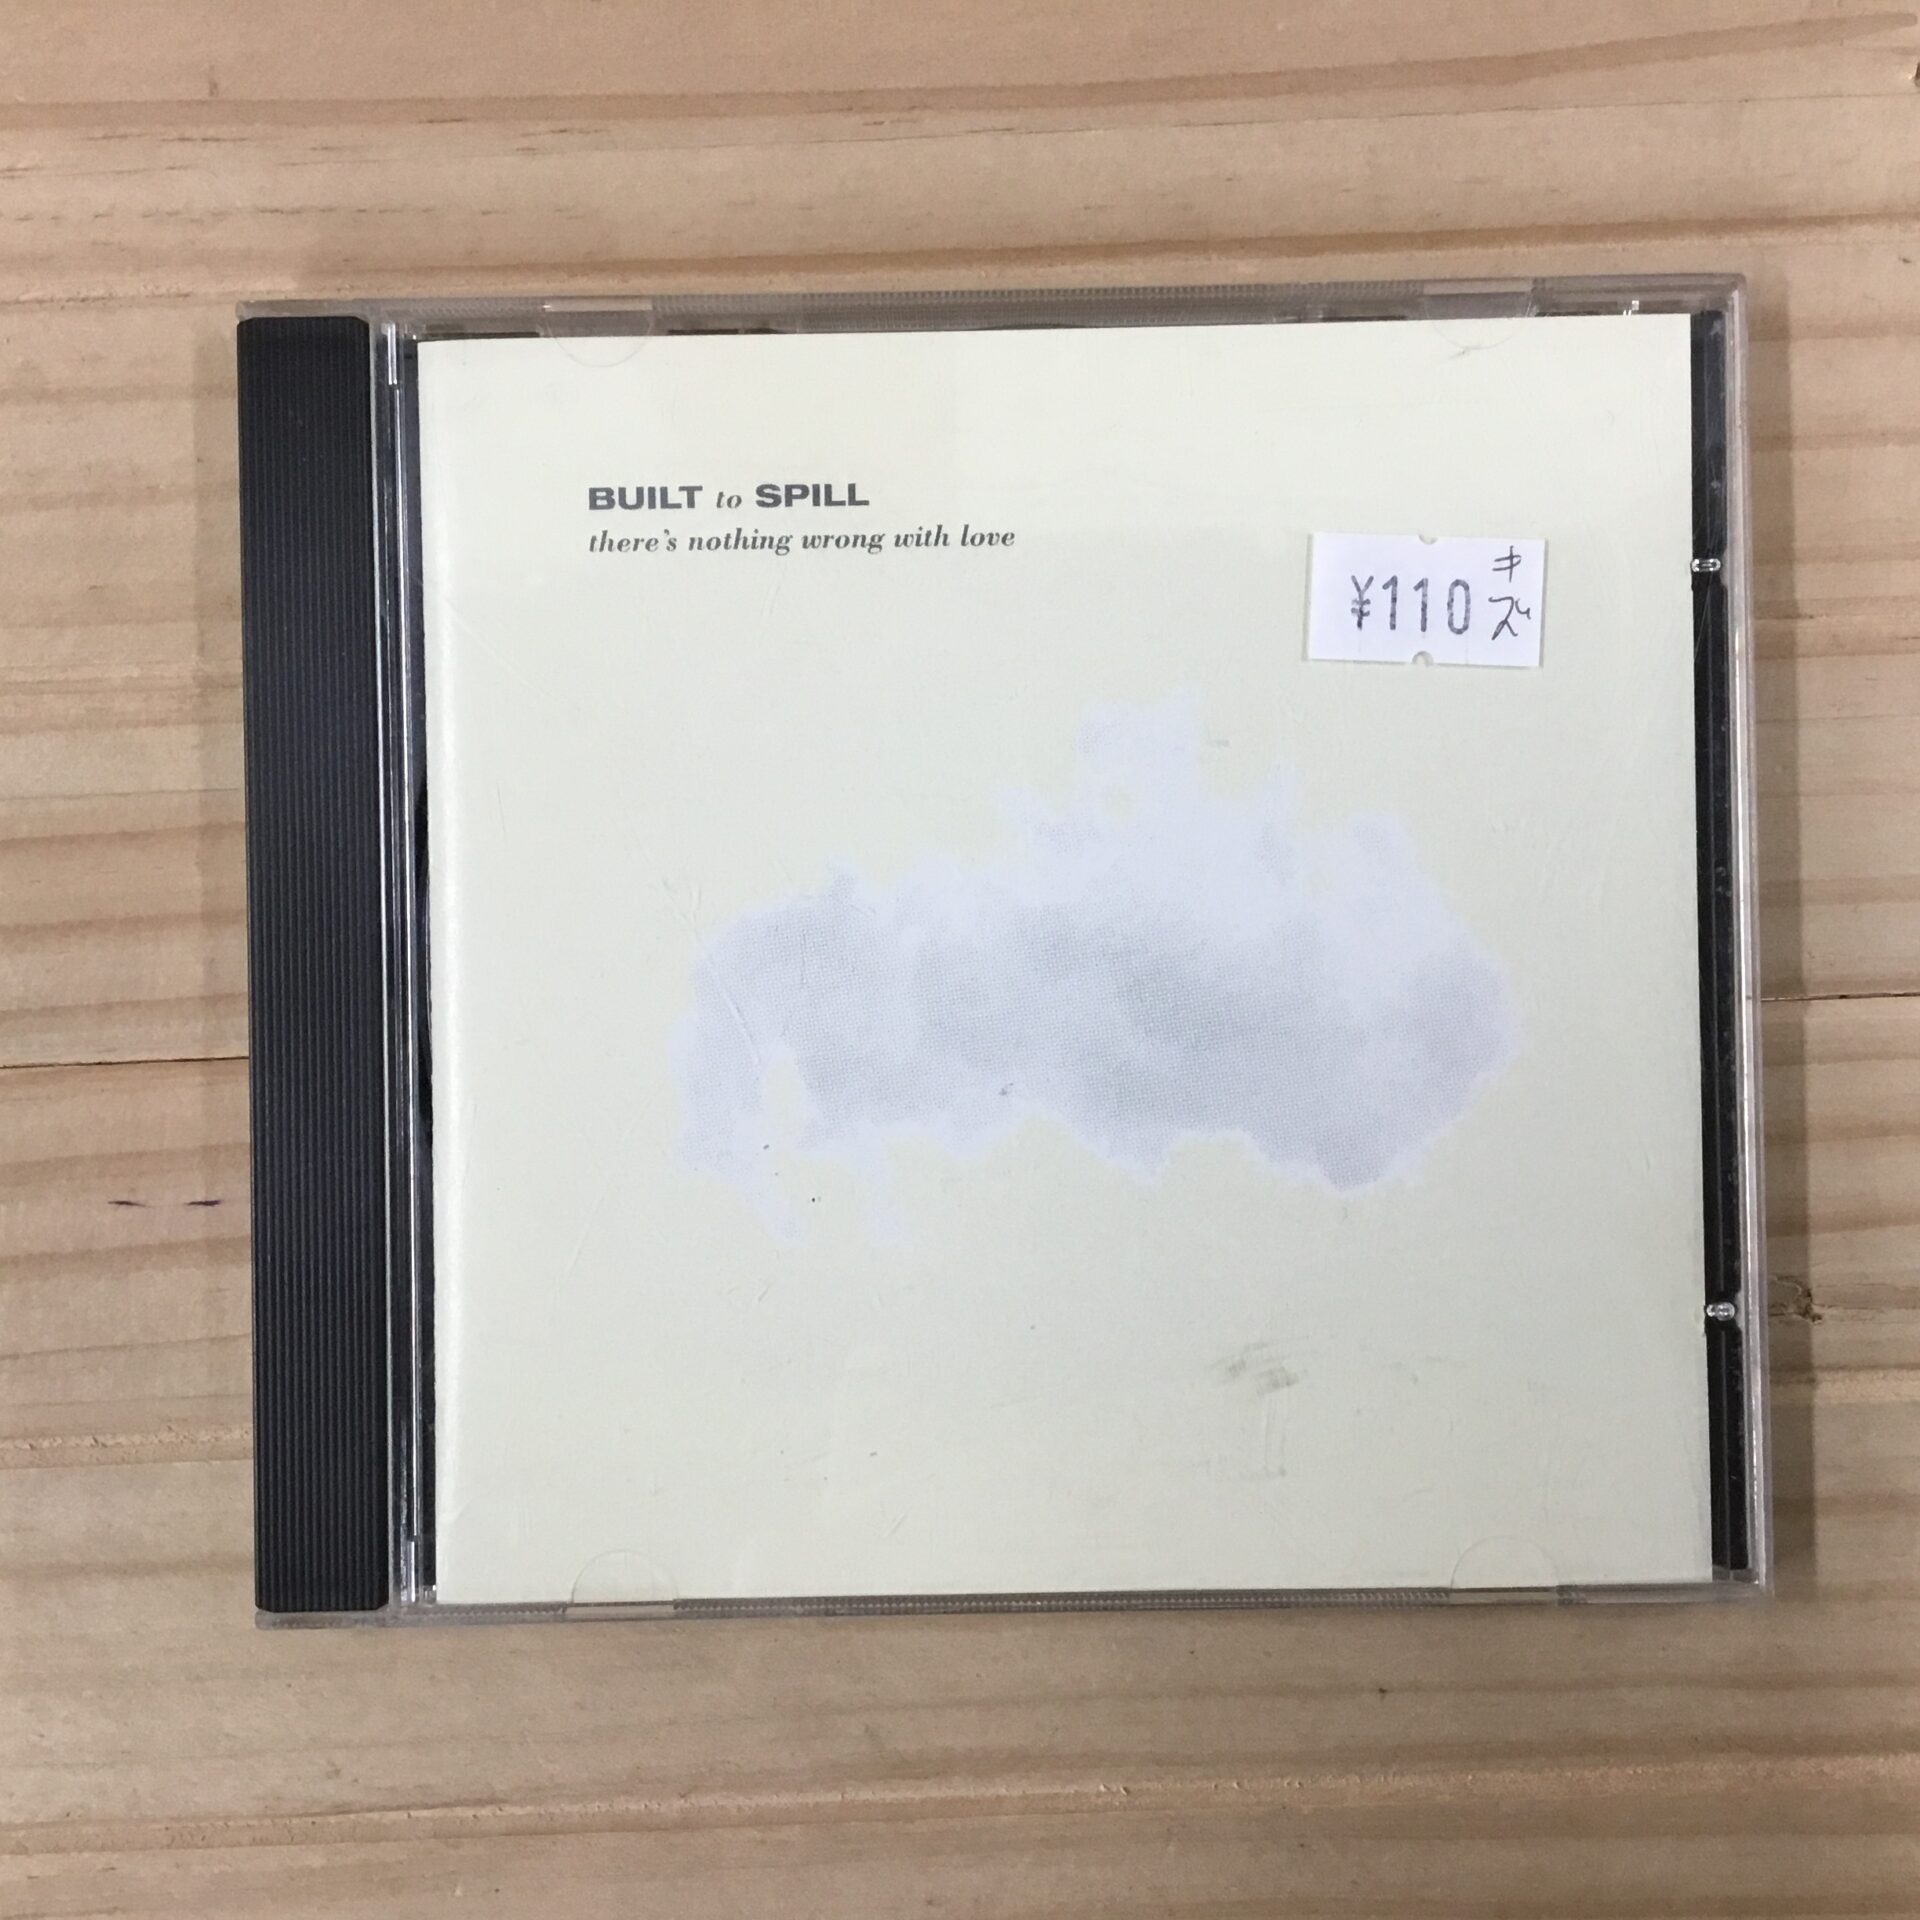 BUILT to SPILL
there's nothing wrong with love
¥110 キズ